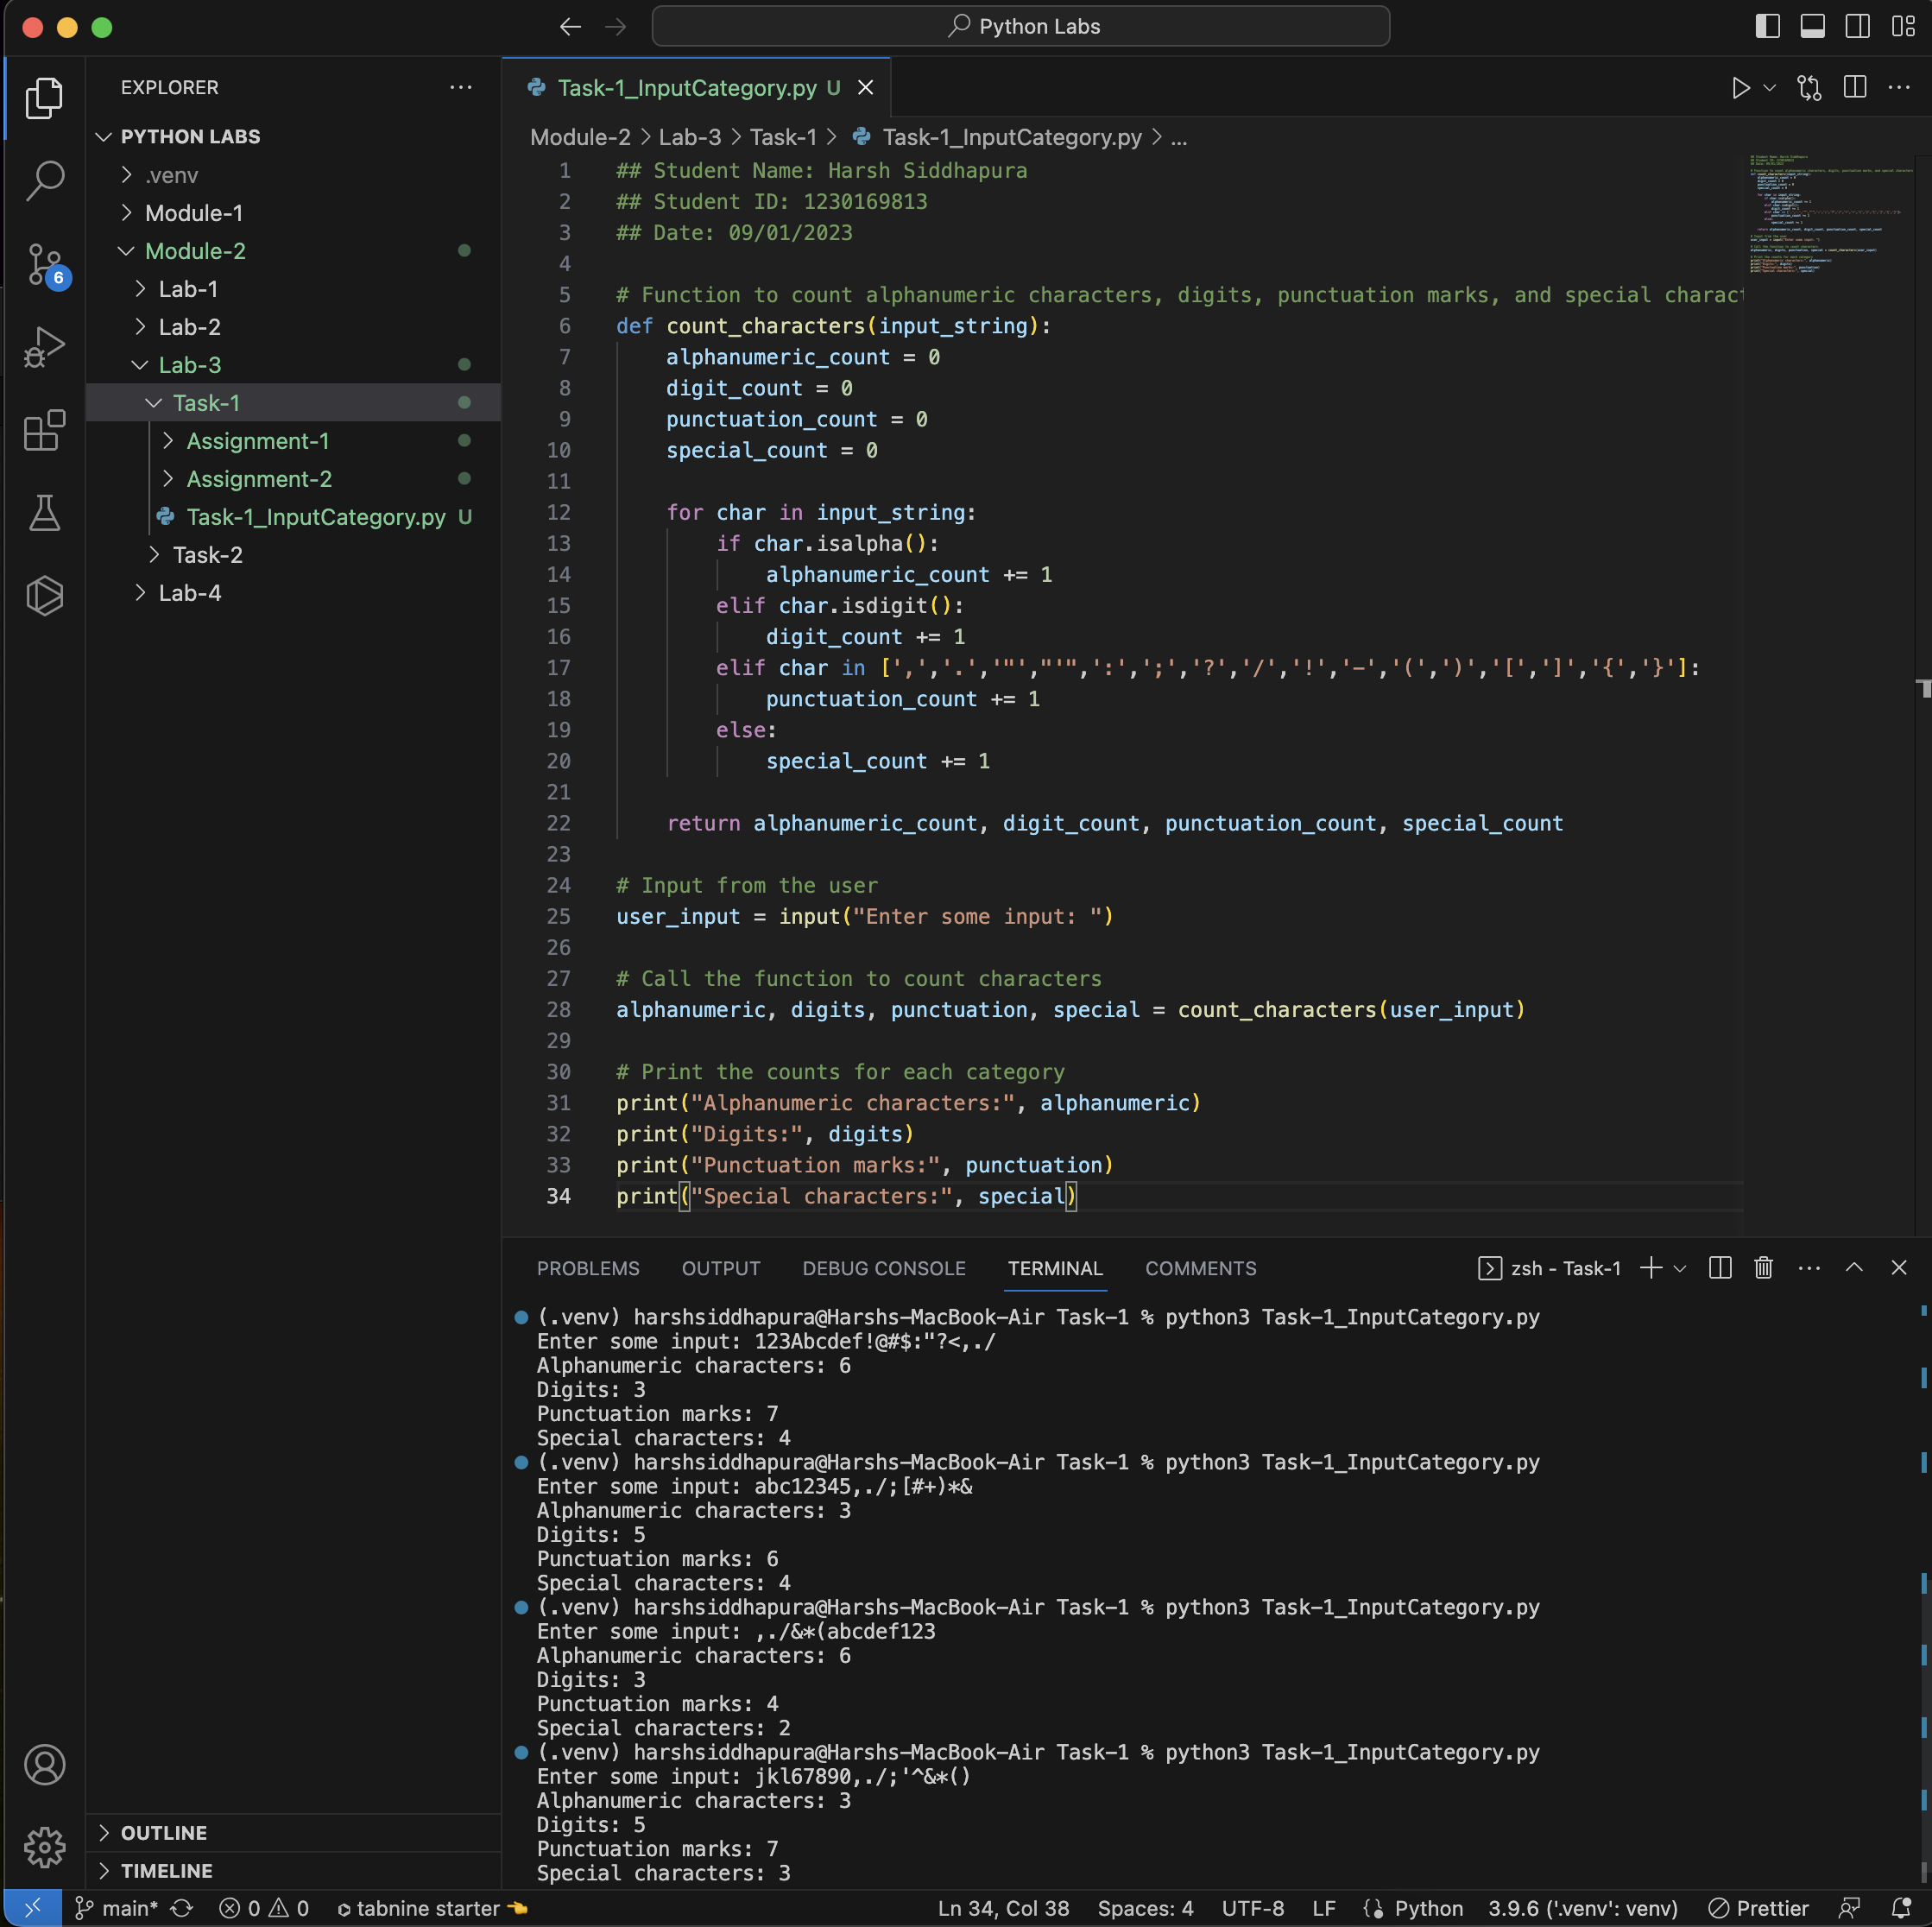 Python Labs
EXPLORER
PYTHON LABS
.venv
Module-1
Module-2
Lab-1
Lab-2
Lab-3
Task-1
Assignment-1
Assignment-2
Task-1_InputCategory.py U
Task-2
Lab-4
OUTLINE
TIMELINE
6
Task-1_InputCategory.py U
Module-2 > Lab-3 > Task-1 > Task-1_InputCategory.py > ...
1 ## Student Name: Harsh Siddhapura
2 ## Student ID: 1230169813
3 ## Date: 09/01/2023
4
5 # Function to count alphanumeric characters, digits, punctuation marks, and special charact
6 def count_characters(input_string):
7     alphanumeric_count = 0
8     digit_count = 0
9     punctuation_count = 0
10     special_count = 0
11
12     for char in input_string:
13         if char.isalpha():
14             alphanumeric_count += 1
15         elif char.isdigit():
16             digit_count += 1
17         elif char in [',','.','"',"'",':',';','?','/','!','-','(',')','[',']','{','}']:
18             punctuation_count += 1
19         else:
20             special_count += 1
21
22     return alphanumeric_count, digit_count, punctuation_count, special_count
23
24 # Input from the user
25 user_input = input("Enter some input: ")
26
27 # Call the function to count characters
28 alphanumeric, digits, punctuation, special = count_characters(user_input)
29
30 # Print the counts for each category
31 print("Alphanumeric characters:", alphanumeric)
32 print("Digits:", digits)
33 print("Punctuation marks:", punctuation)
34 print("Special characters:", special)
PROBLEMS OUTPUT DEBUG CONSOLE TERMINAL COMMENTS zsh - Task-1
(.venv) harshsiddhapura@Harshs-MacBook-Air Task-1 % python3 Task-1_InputCategory.py
Enter some input: 123Abcdef!@#$:"?<,./
Alphanumeric characters: 6
Digits: 3
Punctuation marks: 7
Special characters: 4
(.venv) harshsiddhapura@Harshs-MacBook-Air Task-1 % python3 Task-1_InputCategory.py
Enter some input: abc12345,./;[#+)*&
Alphanumeric characters: 3
Digits: 5
Punctuation marks: 6
Special characters: 4
(.venv) harshsiddhapura@Harshs-MacBook-Air Task-1 % python3 Task-1_InputCategory.py
Enter some input: ,./&*(abcdef123
Alphanumeric characters: 6
Digits: 3
Punctuation marks: 4
Special characters: 2
(.venv) harshsiddhapura@Harshs-MacBook-Air Task-1 % python3 Task-1_InputCategory.py
Enter some input: jkl67890,./;'^&*()
Alphanumeric characters: 3
Digits: 5
Punctuation marks: 7
Special characters: 3
main* 0 0 tabnine starter Ln 34, Col 38 Spaces: 4 UTF-8 LF Python 3.9.6 ('.venv': venv) Prettier